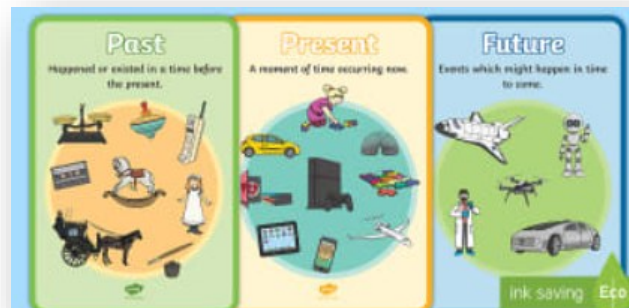 Past
Happened or existed in a time before
the present.
Present
A moment of time occurring now.
Future
Events which might happen in time
to come.
ink saving
Eco